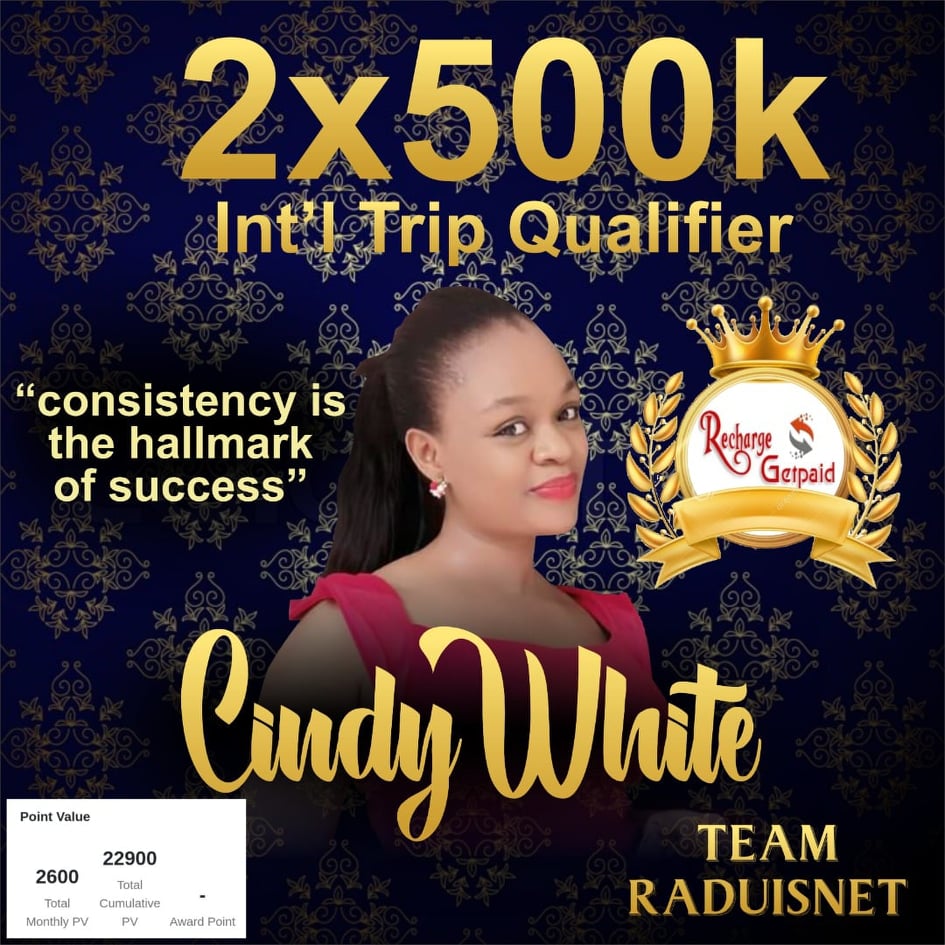 2x500k
Int'l Trip Qualifier
“consistency is
the hallmark
of success”
Recharge
Getpaid
Cindy White
Point Value
2600
Total
Monthly PV
22900
Total
Cumulative
PV
-
Award Point
TEAM
RADUISNET